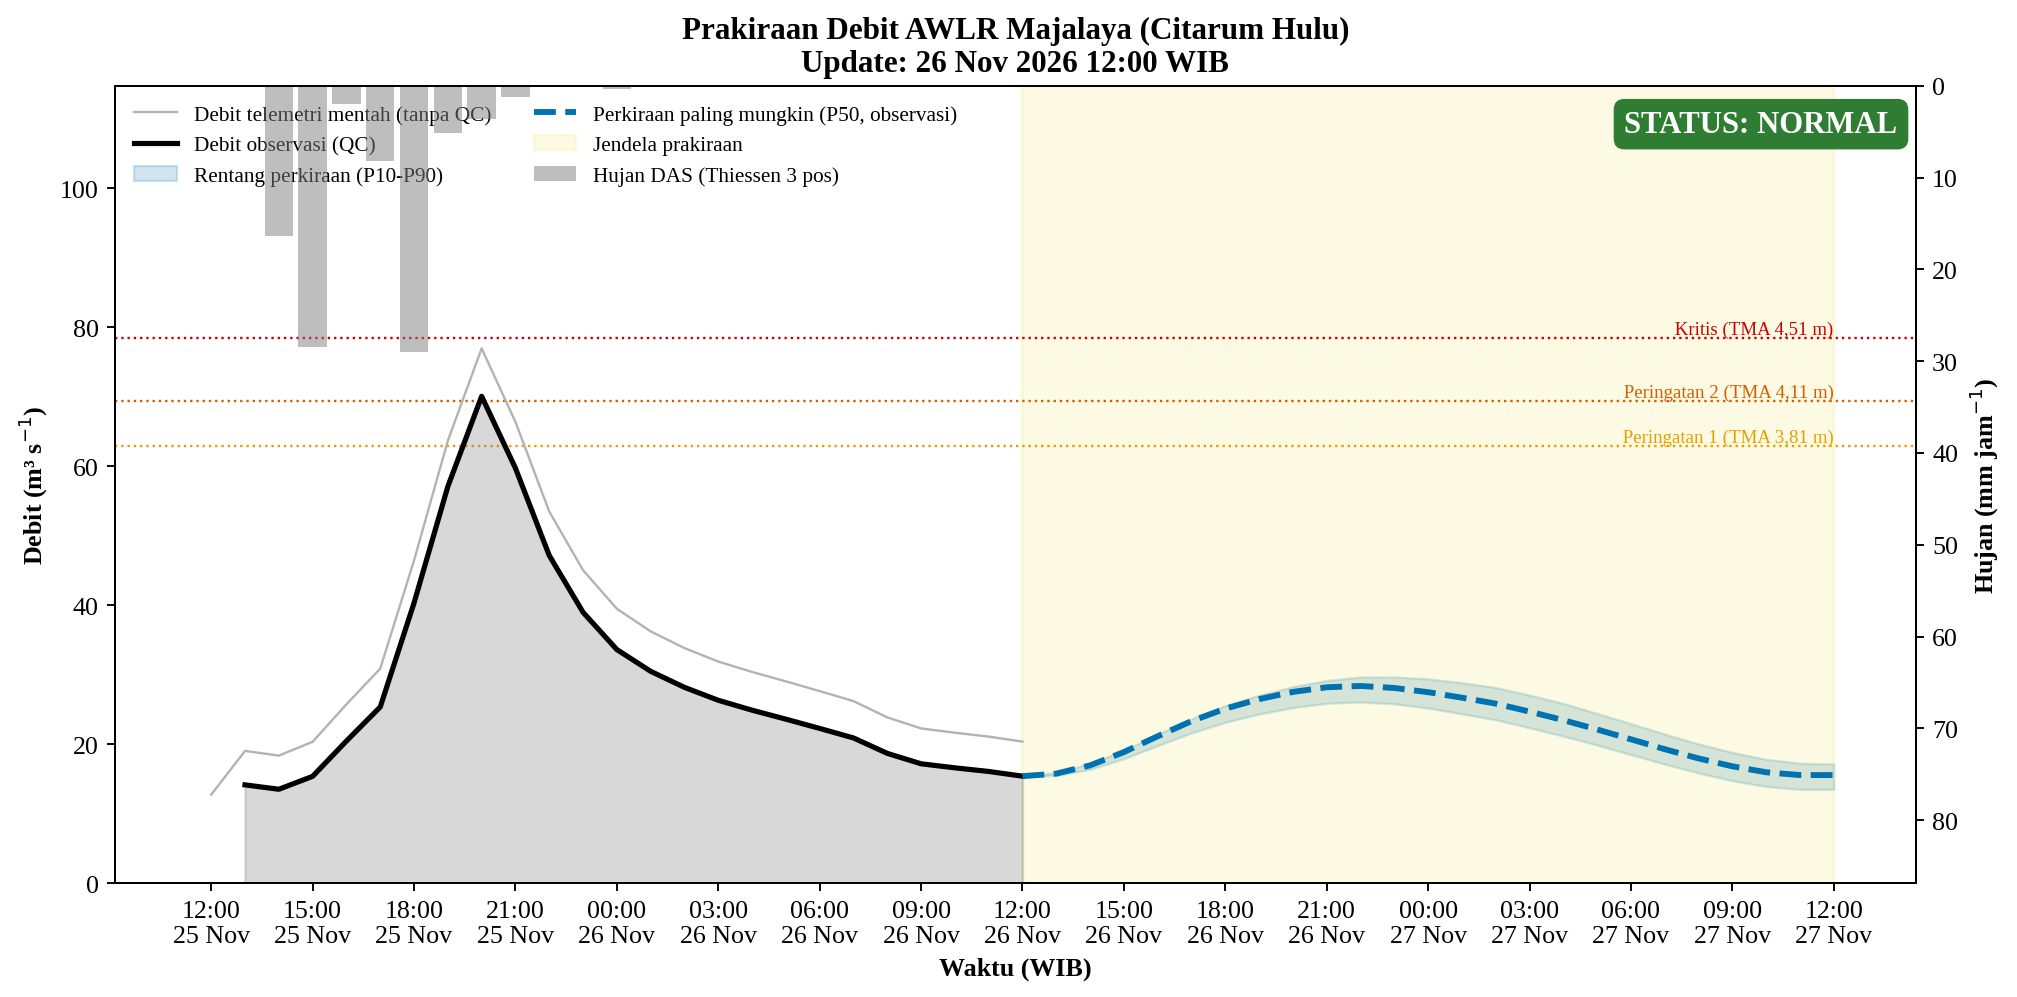 Prakiraan Debit AWLR Majalaya (Citarum Hulu)
Update: 26 Nov 2026 12:00 WIB
Debit telemetri mentah (tanpa QC)
Debit observasi (QC)
Rentang perkiraan (P10-P90)
Perkiraan paling mungkin (P50, observasi)
Jendela prakiraan
Hujan DAS (Thiessen 3 pos)
STATUS: NORMAL
Kritis (TMA 4,51 m)
Peringatan 2 (TMA 4,11 m)
Peringatan 1 (TMA 3,81 m)
Debit (m³ s⁻¹)
100
80
60
40
20
0
Hujan (mm jam⁻¹)
0
10
20
30
40
50
60
70
80
12:00 15:00 18:00 21:00 00:00 03:00 06:00 09:00 12:00 15:00 18:00 21:00 00:00 03:00 06:00 09:00 12:00
25 Nov 25 Nov 25 Nov 25 Nov 26 Nov 26 Nov 26 Nov 26 Nov 26 Nov 26 Nov 26 Nov 26 Nov 27 Nov 27 Nov 27 Nov 27 Nov 27 Nov
Waktu (WIB)